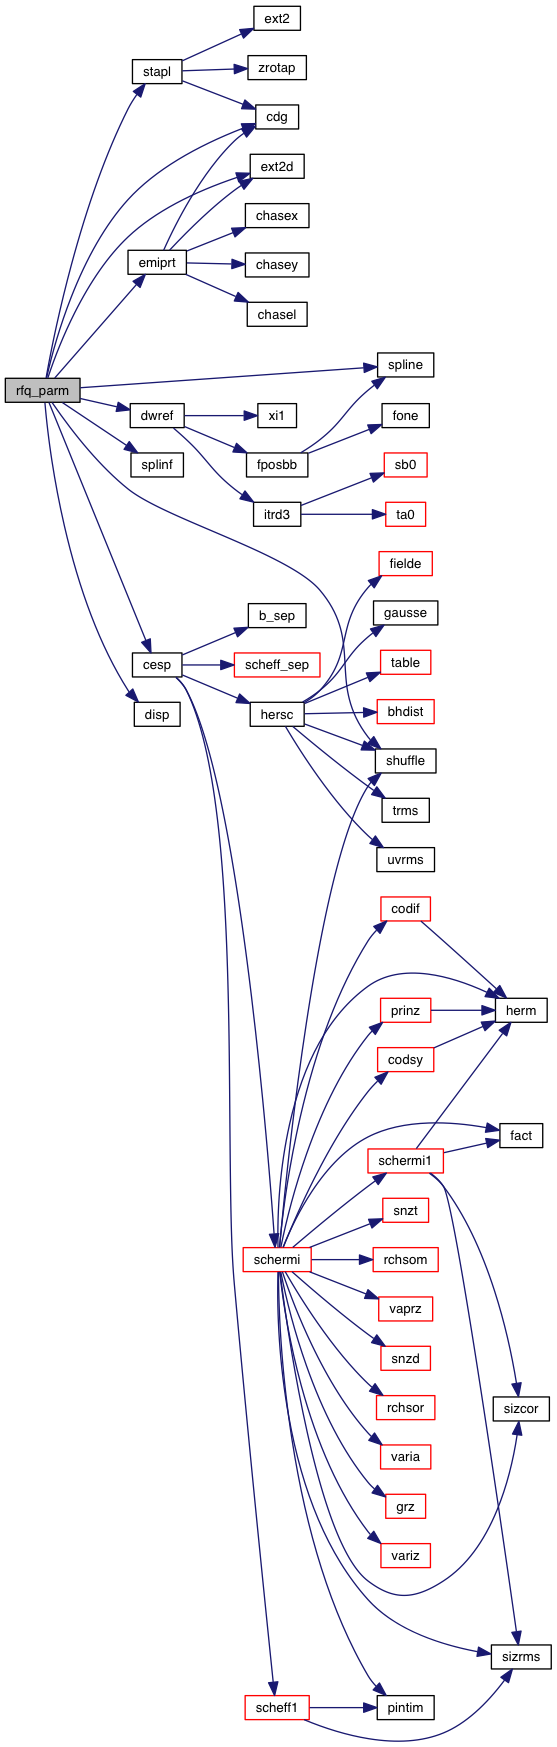 ext2
stapl
zrotap
cdg
ext2d
chasex
emiprt
chasey
chasel
spline
rfq_parm
dwref
xi1
fone
splinf
fposbb
sb0
itrd3
ta0
fielde
b_sep
gausse
cesp
scheff_sep
table
disp
hersc
bhdist
shuffle
trms
uvrms
codif
prinz
herm
codsy
fact
schermi1
snzt
schermi
rchsom
vaprz
snzd
rchsor
sizcor
varia
grz
variz
sizrms
scheff1
pintim